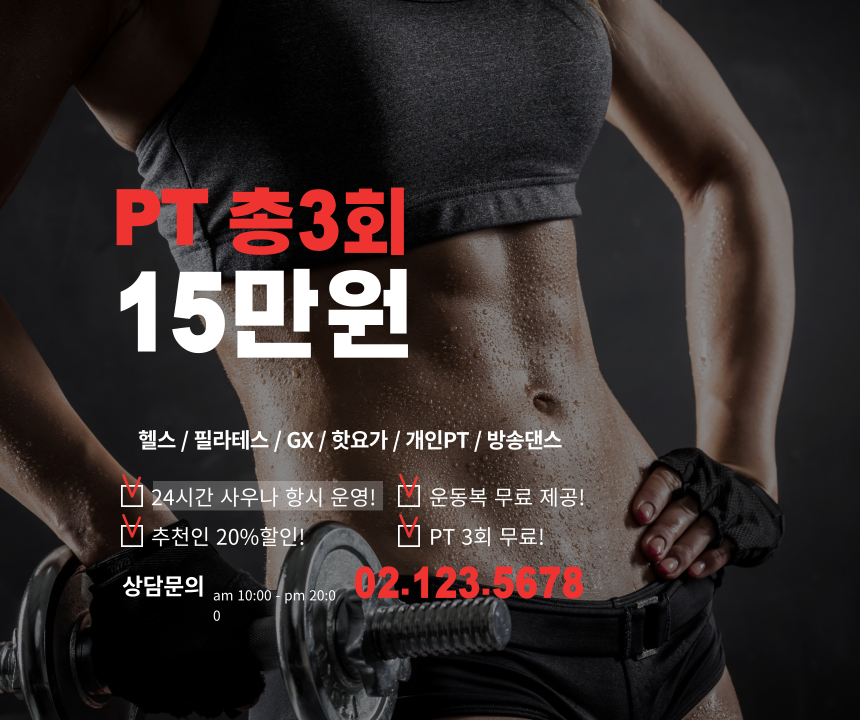 PT 총3회
15만원
헬스 / 필라테스 / GX / 핫요가 / 개인PT / 방송댄스
24시간 사우나 항시 운영!
운동복 무료 제공!
추천인 20%할인!
PT 3회 무료!
상담문의 am 10:00 - pm 20:0
0
02.123.5678